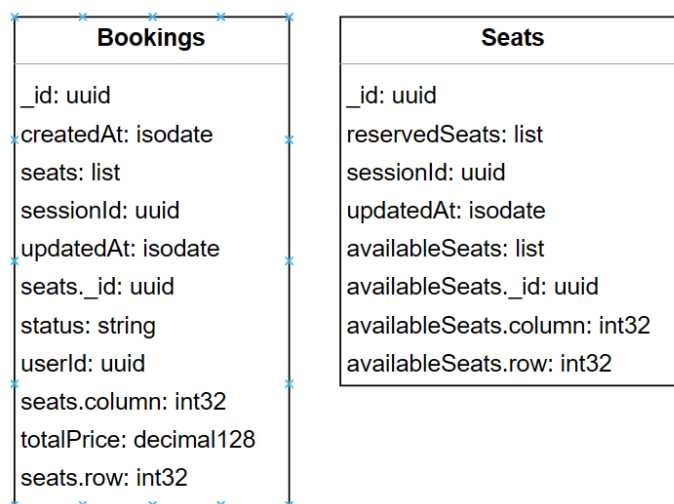 Bookings
_id: uuid
createdAt: isodate
seats: list
sessionId: uuid
updatedAt: isodate
seats._id: uuid
status: string
userId: uuid
seats.column: int32
totalPrice: decimal128
seats.row: int32
Seats
_id: uuid
reservedSeats: list
sessionId: uuid
updatedAt: isodate
availableSeats: list
availableSeats._id: uuid
availableSeats.column: int32
availableSeats.row: int32